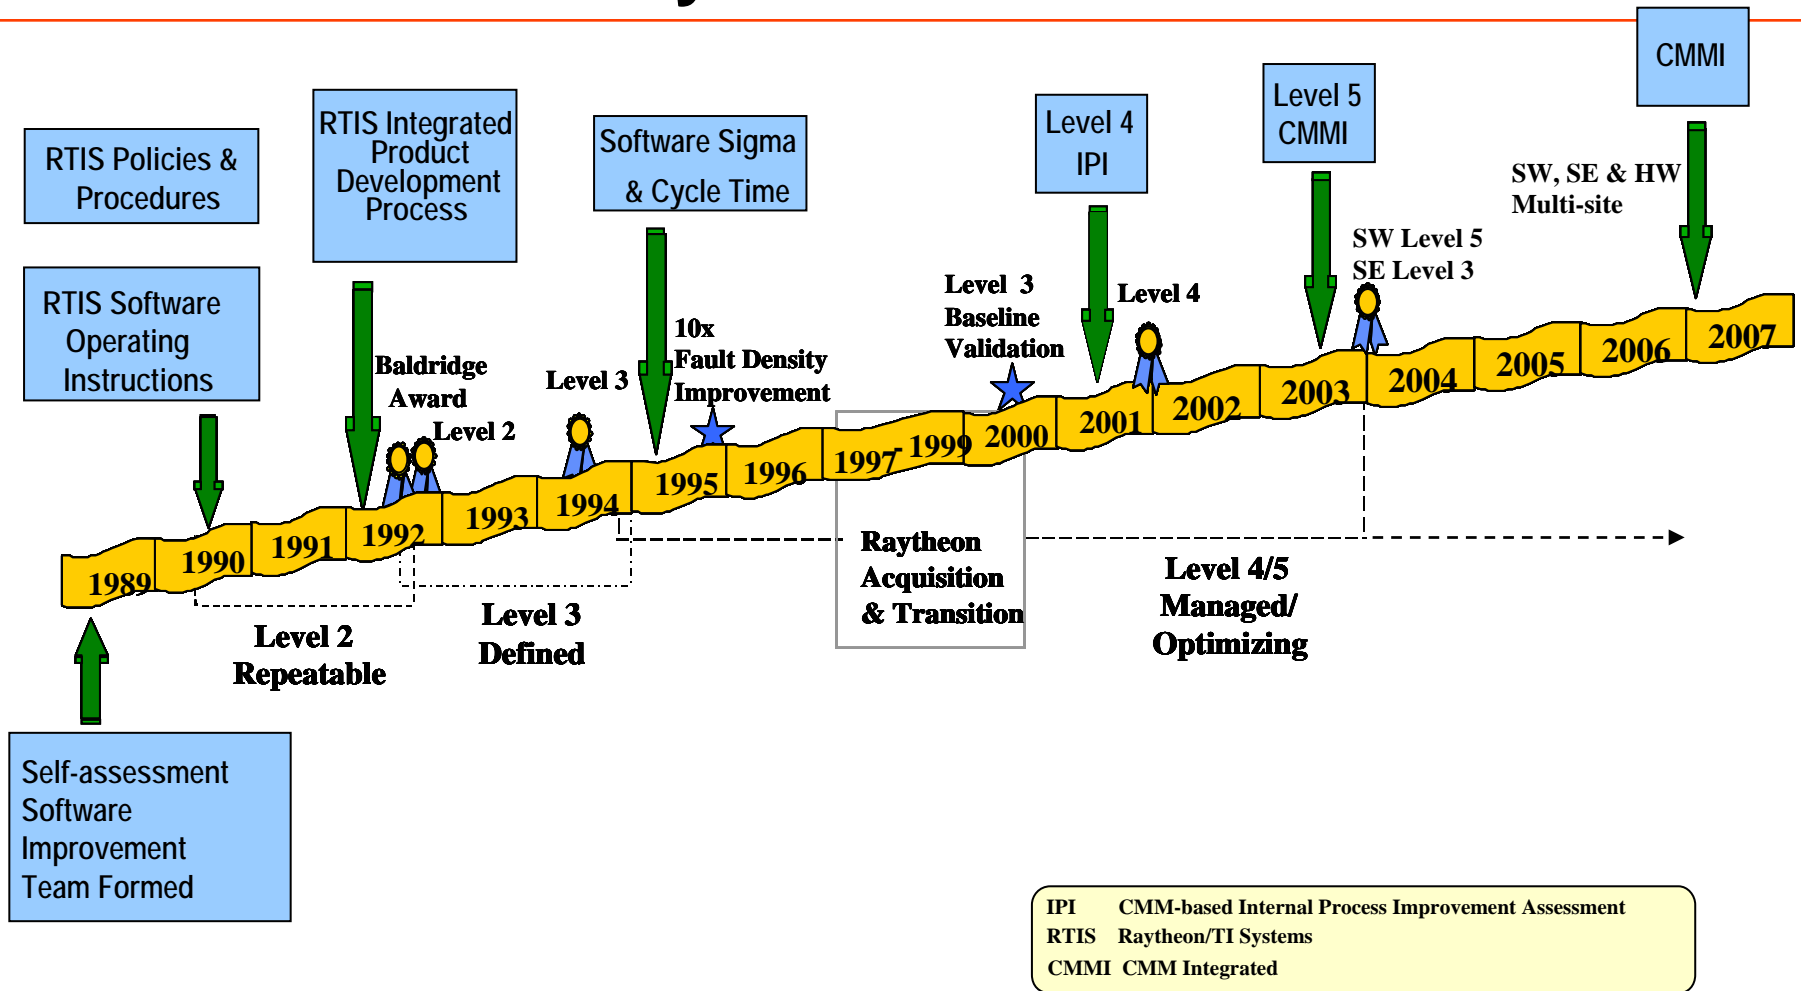 CMMI
Level 5
CMMI
RTIS Integrated
Product
Development
Process
Level 4
IPI
Software Sigma
& Cycle Time
RTIS Policies &
Procedures
SW, SE & HW
Multi-site
SW Level 5
SE Level 3
RTIS Software
Operating
Instructions
Level 3
Baseline
Validation
Level 4
10x
Fault Density
Improvement
Baldridge
Award
Level 2
Level 3
1989
1990
1991
1992
1993
1994
1995
1996
1997-1999
2000
2001
2002
2003
2004
2005
2006
2007
Level 2
Repeatable
Level 3
Defined
Raytheon
Acquisition
& Transition
Level 4/5
Managed/
Optimizing
Self-assessment
Software
Improvement
Team Formed
IPI CMM-based Internal Process Improvement Assessment
RTIS Raytheon/TI Systems
CMMI CMM Integrated